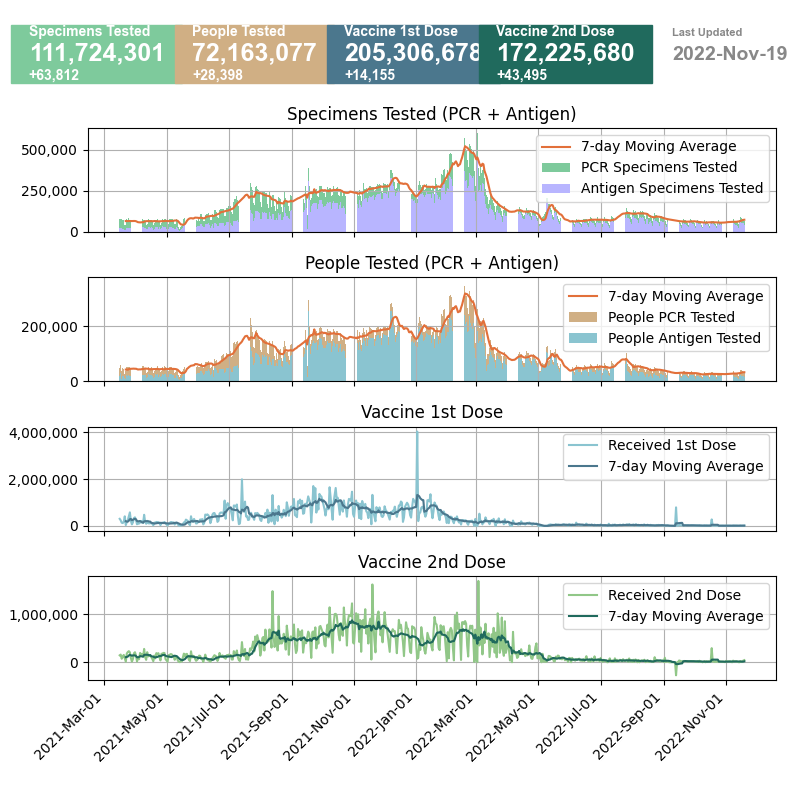 Specimens Tested
111,724,301
+63,812
People Tested
72,163,077
+28,398
Vaccine 1st Dose
205,306,678
+14,155
Vaccine 2nd Dose
172,225,680
+43,495
Last Updated
2022-Nov-19
Specimens Tested (PCR + Antigen)
500,000
250,000
0
7-day Moving Average
PCR Specimens Tested
Antigen Specimens Tested
People Tested (PCR + Antigen)
200,000
0
7-day Moving Average
People PCR Tested
People Antigen Tested
Vaccine 1st Dose
4,000,000
2,000,000
0
Received 1st Dose
7-day Moving Average
Vaccine 2nd Dose
1,000,000
0
Received 2nd Dose
7-day Moving Average
2021-Mar-01
2021-May-01
2021-Jul-01
2021-Sep-01
2021-Nov-01
2022-Jan-01
2022-Mar-01
2022-May-01
2022-Jul-01
2022-Sep-01
2022-Nov-01